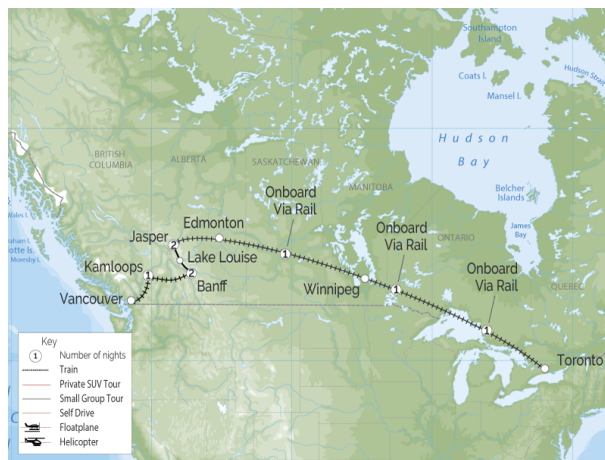 Southampton
Island
Coats I.
Mansel I.
Hudson Strait
Hudson
Bay
Belcher
Islands
James
Bay
BRITISH
COLUMBIA
ALBERTA
SASKATCHEWAN
MANITOBA
ONTARIO
QUEBEC
Moresby I.
Onboard
Via Rail
Onboard
Via Rail
Onboard
Via Rail
Edmonton
Jasper
2
Lake Louise
Kamloops
1
2
Banff
Vancouver
1
Winnipeg
1
1
Toronto
Key
1 Number of nights
Train
Private SUV Tour
Small Group Tour
Self Drive
Floatplane
Helicopter